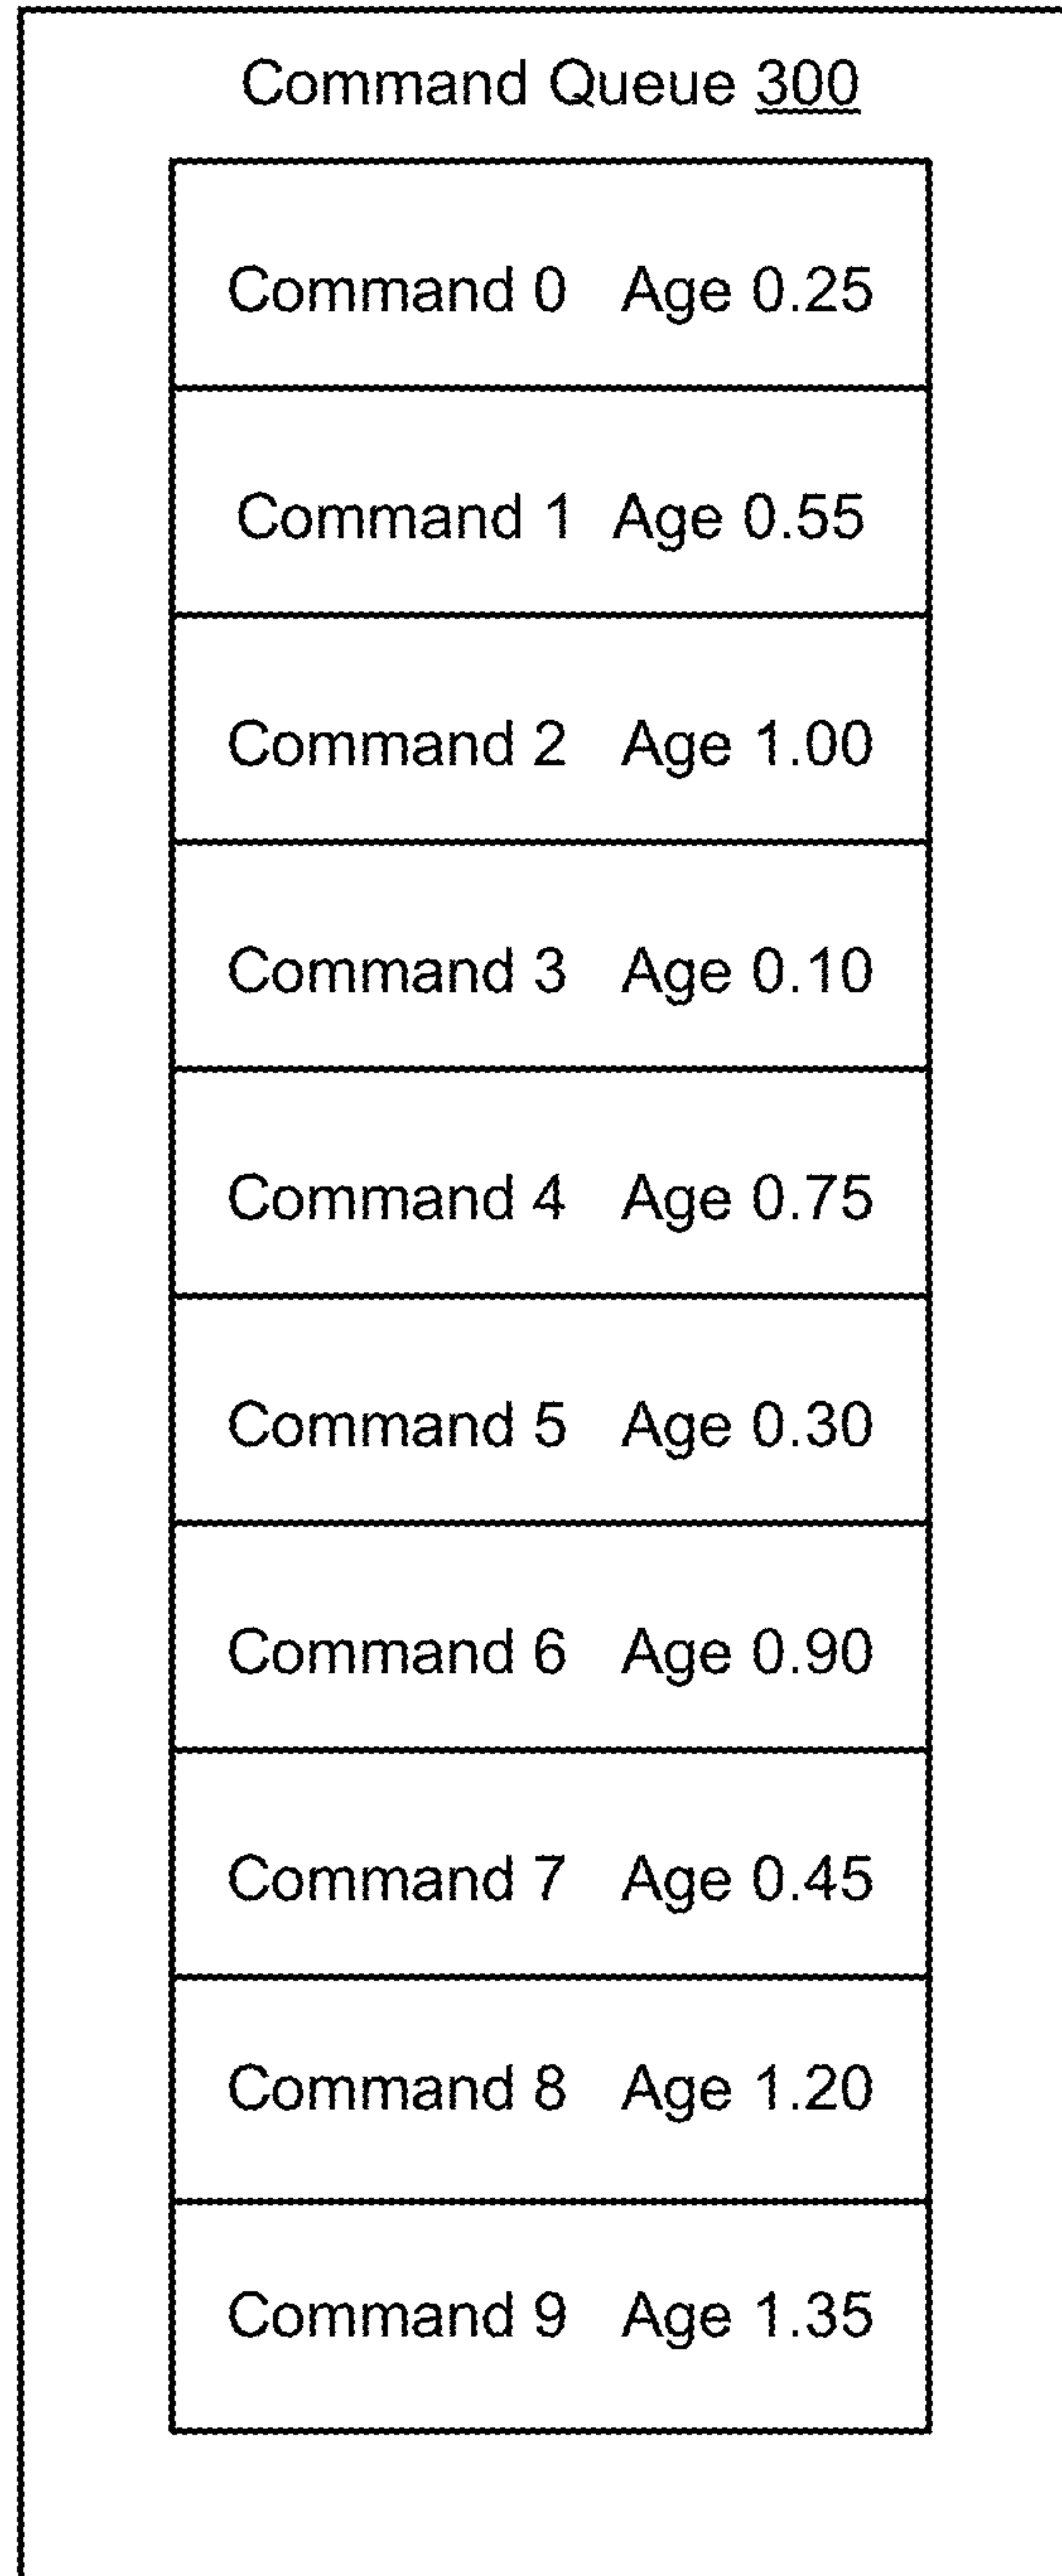 Command Queue 300
Command 0 Age 0.25
Command 1 Age 0.55
Command 2 Age 1.00
Command 3 Age 0.10
Command 4 Age 0.75
Command 5 Age 0.30
Command 6 Age 0.90
Command 7 Age 0.45
Command 8 Age 1.20
Command 9 Age 1.35